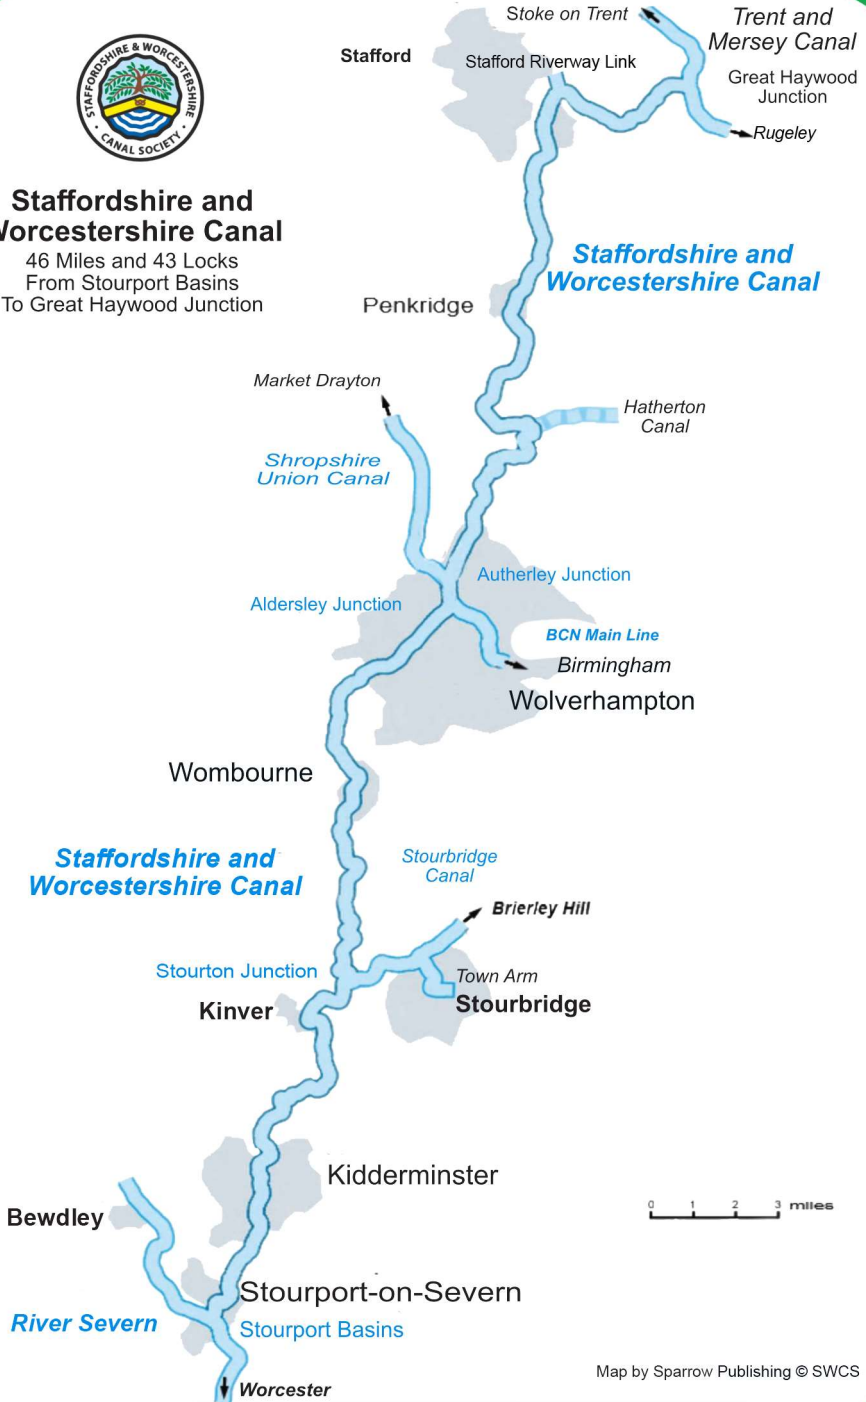 STAFFORDSHIRE & WORCESTERSHIRE
• CANAL SOCIETY •
Staffordshire and
Worcestershire Canal
46 Miles and 43 Locks
From Stourport Basins
To Great Haywood Junction
Stoke on Trent
Trent and
Mersey Canal
Stafford
Stafford Riverway Link
Great Haywood
Junction
Rugeley
Staffordshire and
Worcestershire Canal
Penkridge
Market Drayton
Hatherton
Canal
Shropshire
Union Canal
Autherley Junction
Aldersley Junction
BCN Main Line
Birmingham
Wolverhampton
Wombourne
Staffordshire and
Worcestershire Canal
Stourbridge
Canal
Brierley Hill
Stourton Junction
Town Arm
Kinver
Stourbridge
Kidderminster
0 1 2 3 miles
Bewdley
Stourport-on-Severn
River Severn
Stourport Basins
Map by Sparrow Publishing © SWCS
Worcester